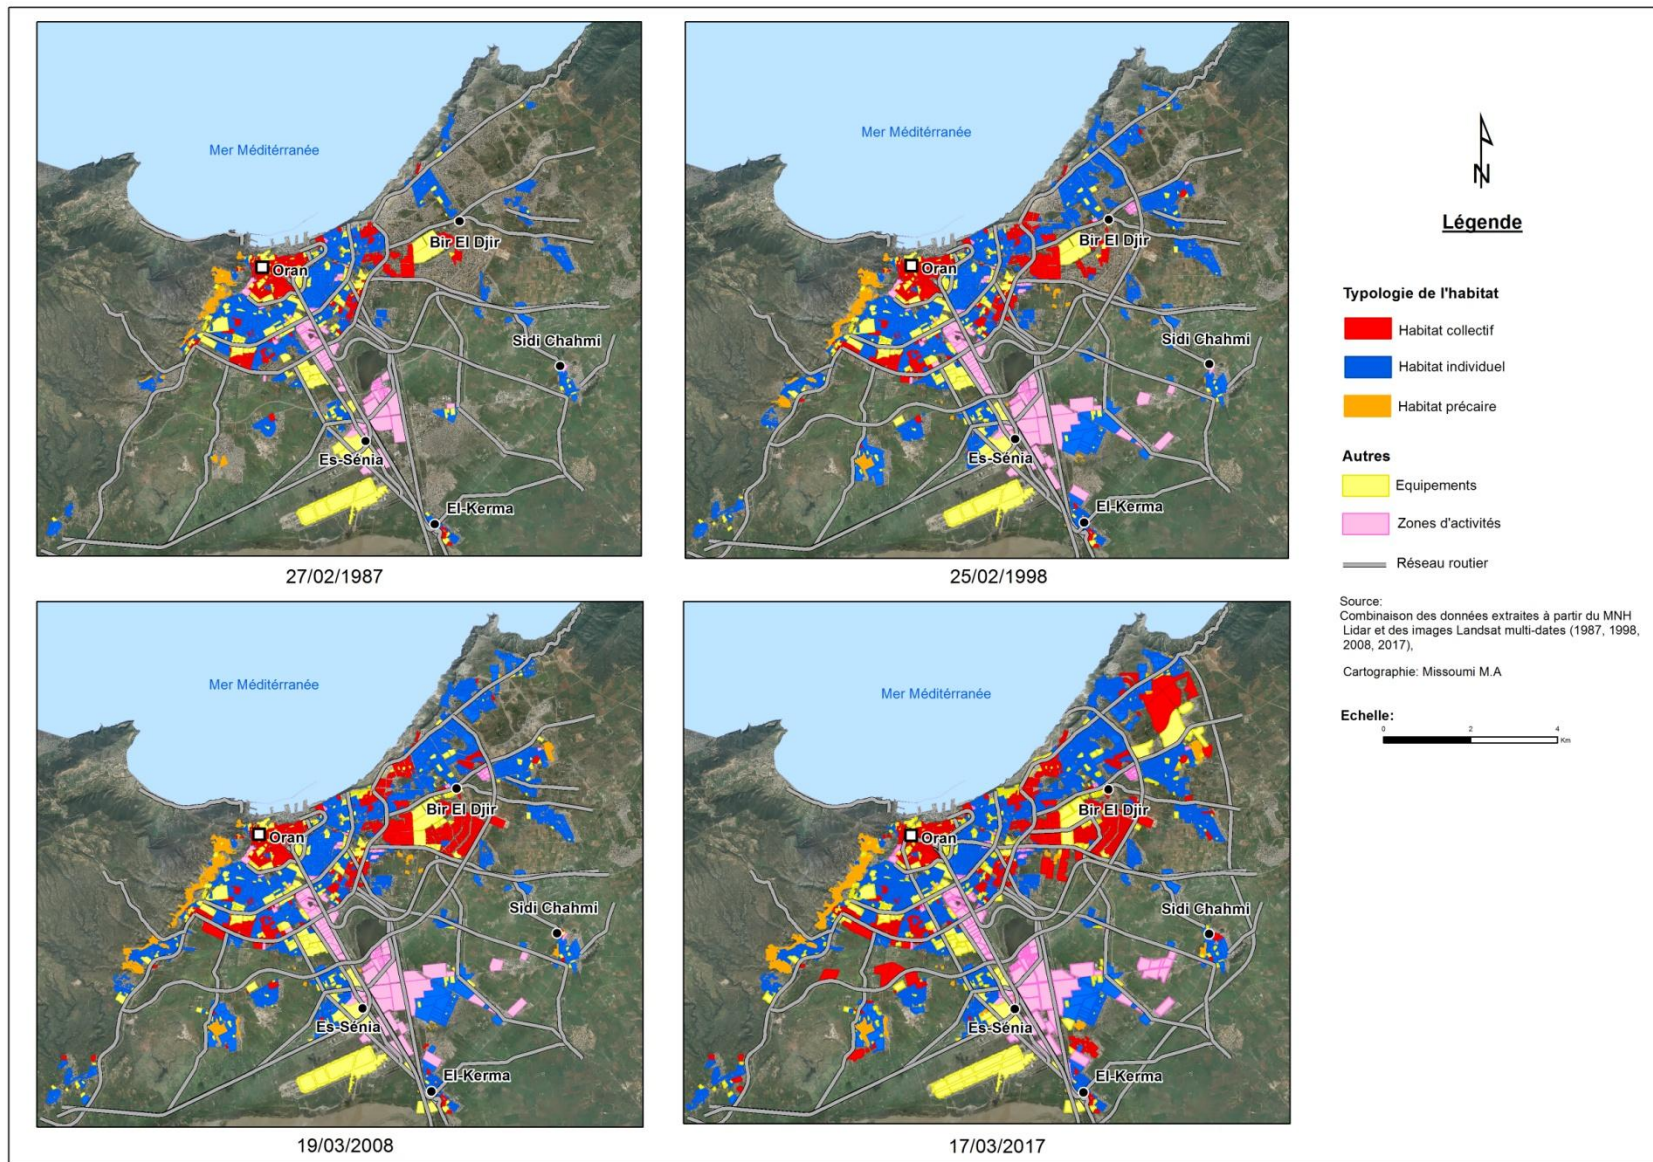 Mer Méditérranée
Bir El Djir
Oran
Sidi Chahmi
Es-Sénia
El-Kerma
27/02/1987
Mer Méditérranée
Bir El Djir
Oran
Sidi Chahmi
Es-Sénia
El-Kerma
25/02/1998
Mer Méditérranée
Bir El Djir
Oran
Sidi Chahmi
Es-Sénia
El-Kerma
19/03/2008
Mer Méditérranée
Bir El Djir
Oran
Sidi Chahmi
Es-Sénia
El-Kerma
17/03/2017
N
Légende
Typologie de l'habitat
Habitat collectif
Habitat individuel
Habitat précaire
Autres
Equipements
Zones d'activités
Réseau routier
Source:
Combinaison des données extraites à partir du MNH
Lidar et des images Landsat multi-dates (1987, 1998,
2008, 2017),
Cartographie: Missoumi M.A
Echelle:
0 2 4
Km